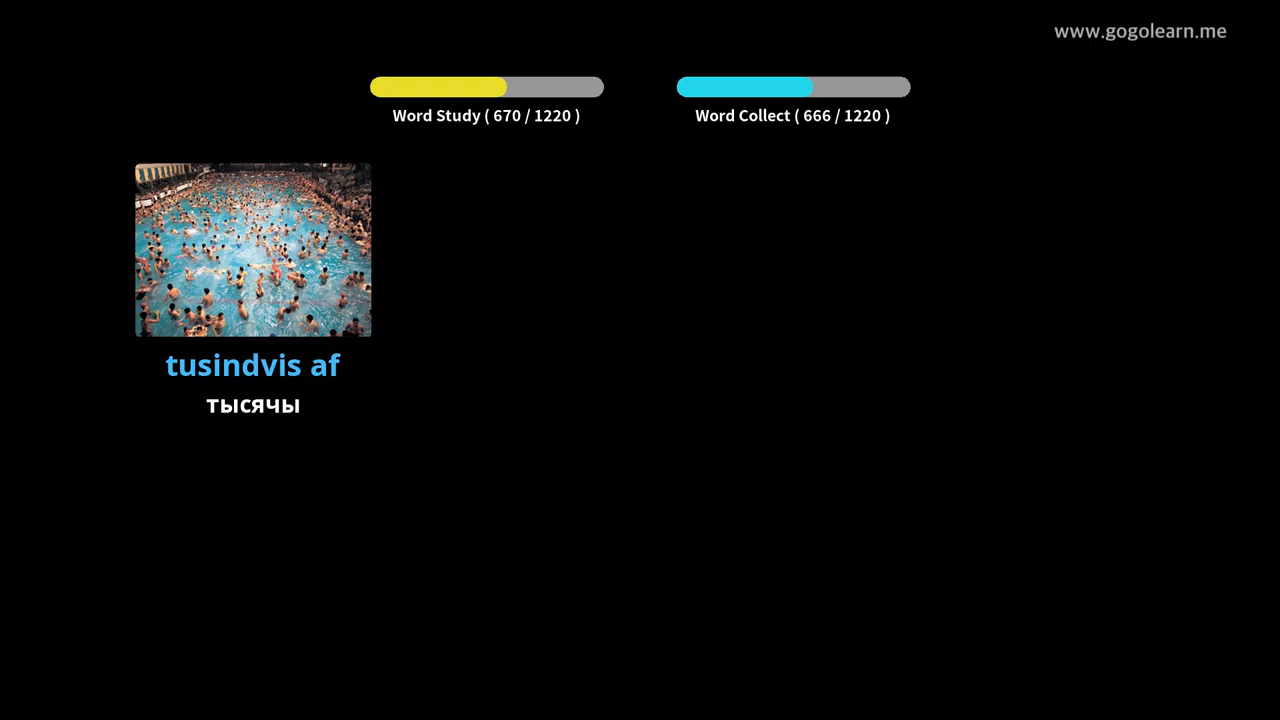 www.gogolearn.me
Word Study ( 670 / 1220 )
Word Collect ( 666 / 1220 )
tusindvis af
тысячы